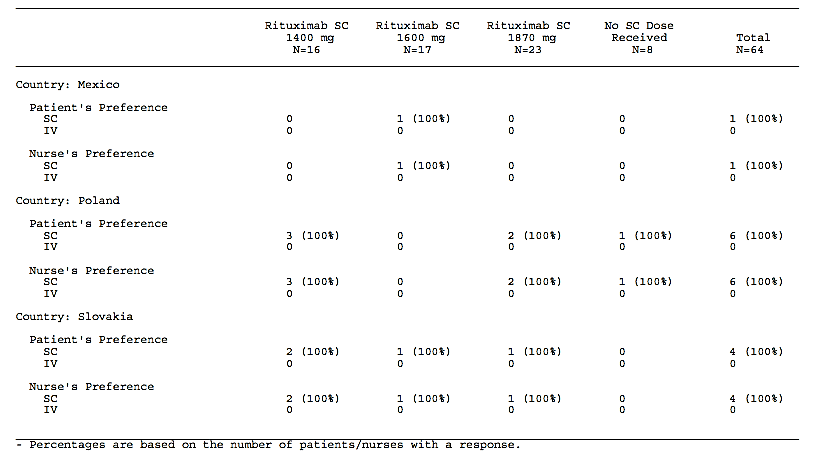 Rituximab SC Rituximab SC Rituximab SC No SC Dose
1400 mg 1600 mg 1870 mg Received Total
N=16 N=17 N=23 N=8 N=64
Country: Mexico
Patient's Preference
SC 0 1 (100%) 0 0 1 (100%)
IV 0 0 0 0 0
Nurse's Preference
SC 0 1 (100%) 0 0 1 (100%)
IV 0 0 0 0 0
Country: Poland
Patient's Preference
SC 3 (100%) 0 2 (100%) 1 (100%) 6 (100%)
IV 0 0 0 0 0
Nurse's Preference
SC 3 (100%) 0 2 (100%) 1 (100%) 6 (100%)
IV 0 0 0 0 0
Country: Slovakia
Patient's Preference
SC 2 (100%) 1 (100%) 1 (100%) 0 4 (100%)
IV 0 0 0 0 0
Nurse's Preference
SC 2 (100%) 1 (100%) 1 (100%) 0 4 (100%)
IV 0 0 0 0 0
- Percentages are based on the number of patients/nurses with a response.